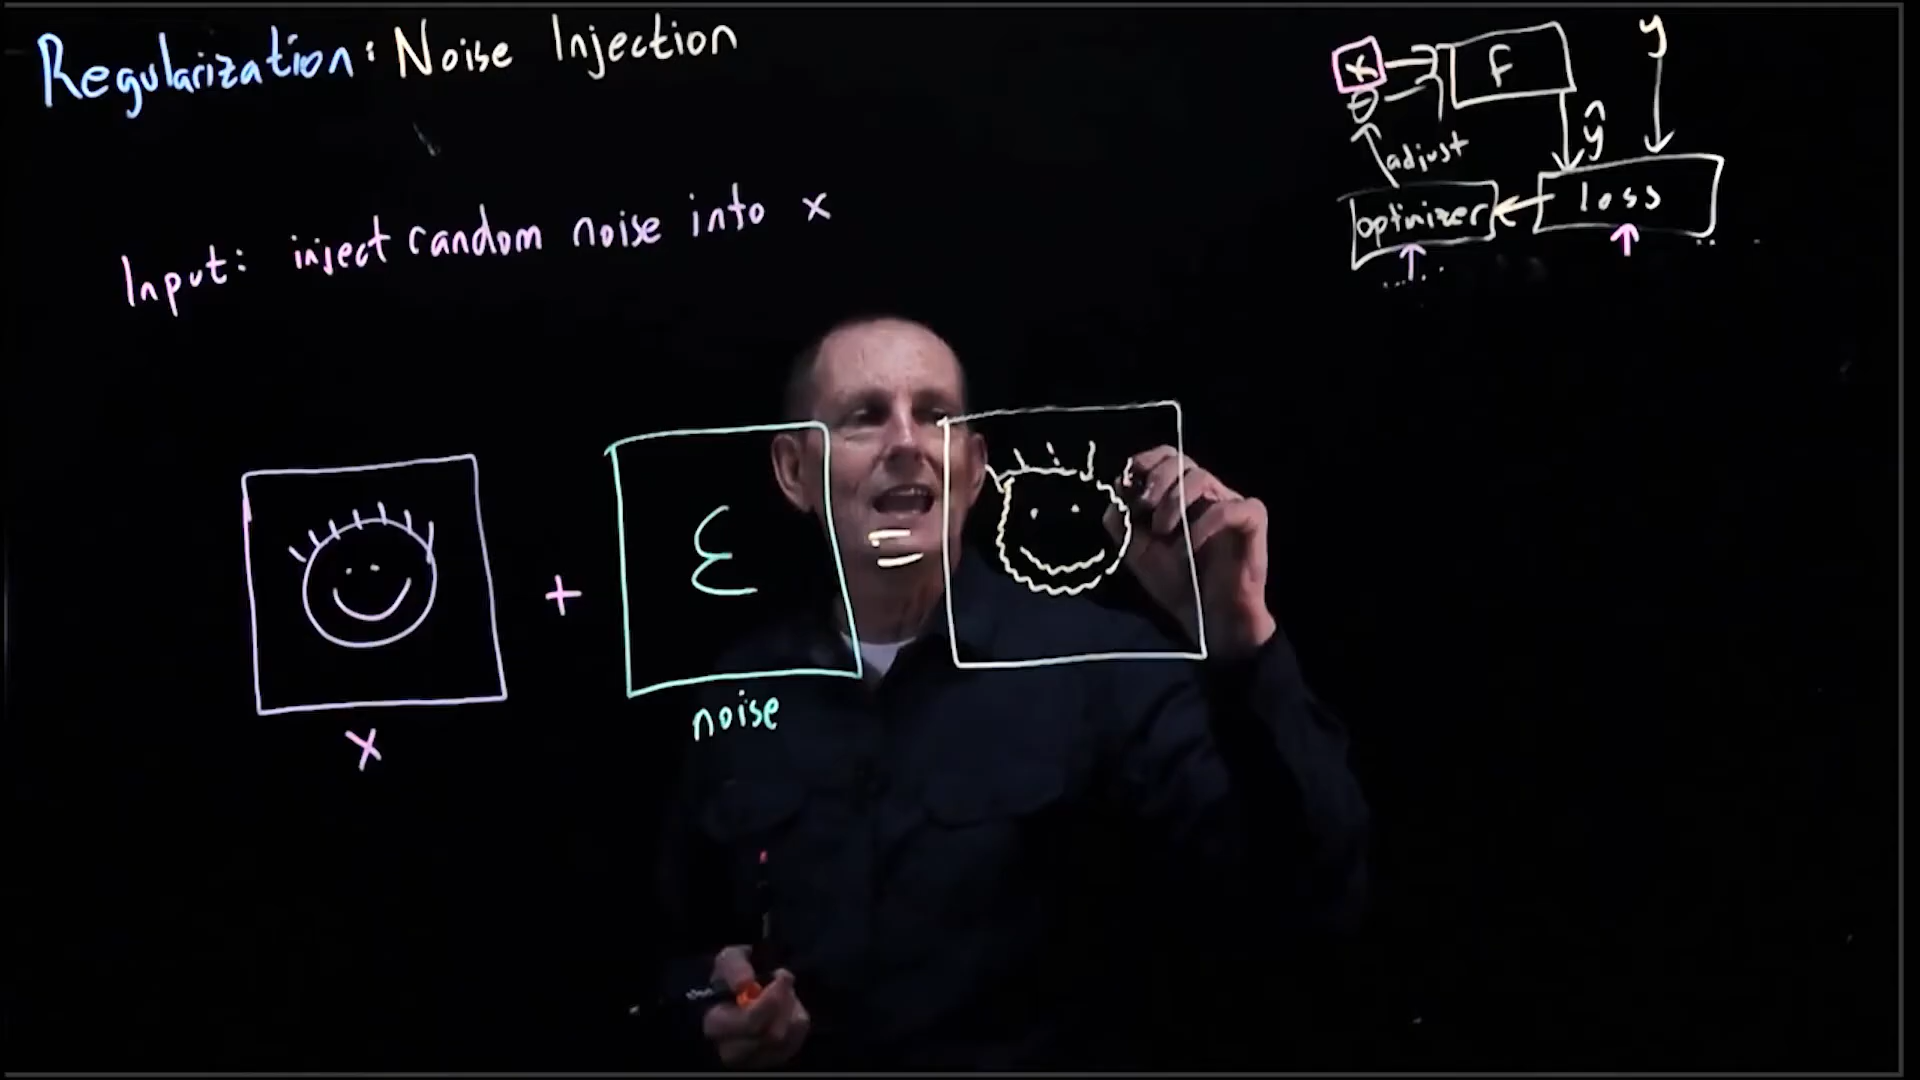 Regularization: Noise Injection
x
F
y
θ
ŷ
adjust
optimizer
loss
Input: inject random noise into x
+
ε
=
x
noise